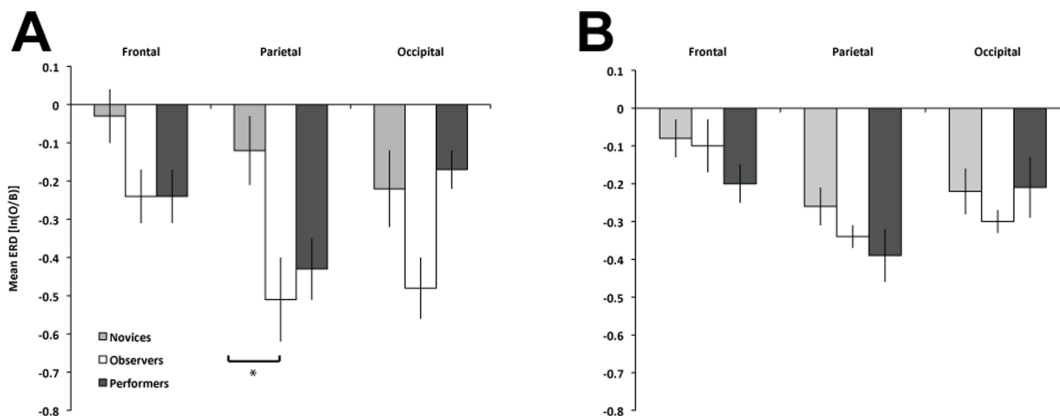 A
Frontal Parietal Occipital
0.1
0
-0.1
-0.2
-0.3
-0.4
-0.5
-0.6
-0.7
-0.8
Mean ERD [ln(O/B)]
Novices
Observers
Performers
*
B
Frontal Parietal Occipital
0.1
0
-0.1
-0.2
-0.3
-0.4
-0.5
-0.6
-0.7
-0.8